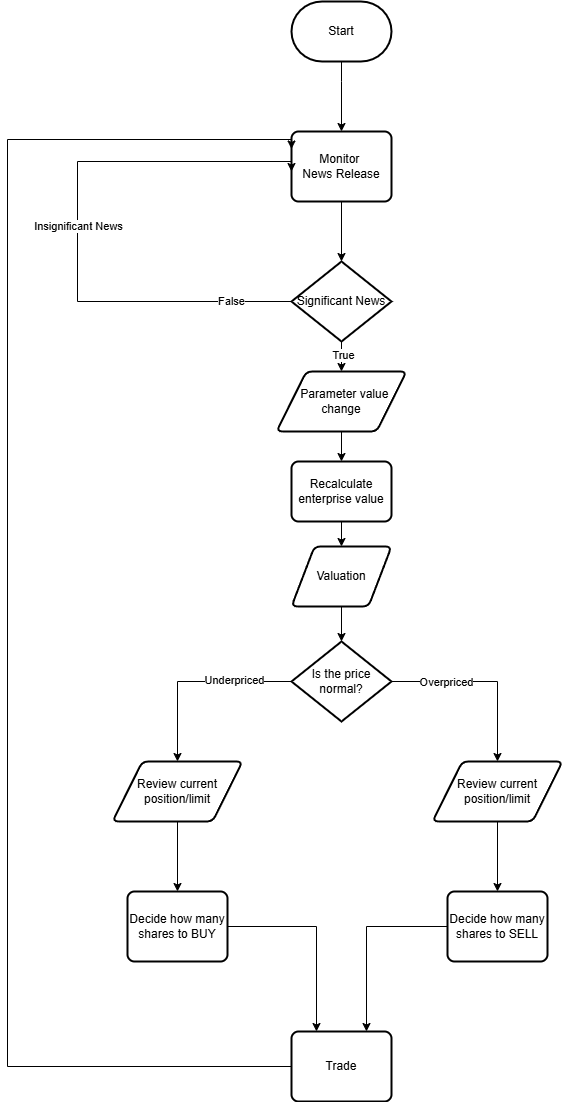 Start
Monitor
News Release
Insignificant News
False
Significant News
True
Parameter value
change
Recalculate
enterprise value
Valuation
Is the price
normal?
Underpriced
Overpriced
Review current
position/limit
Review current
position/limit
Decide how many
shares to BUY
Decide how many
shares to SELL
Trade